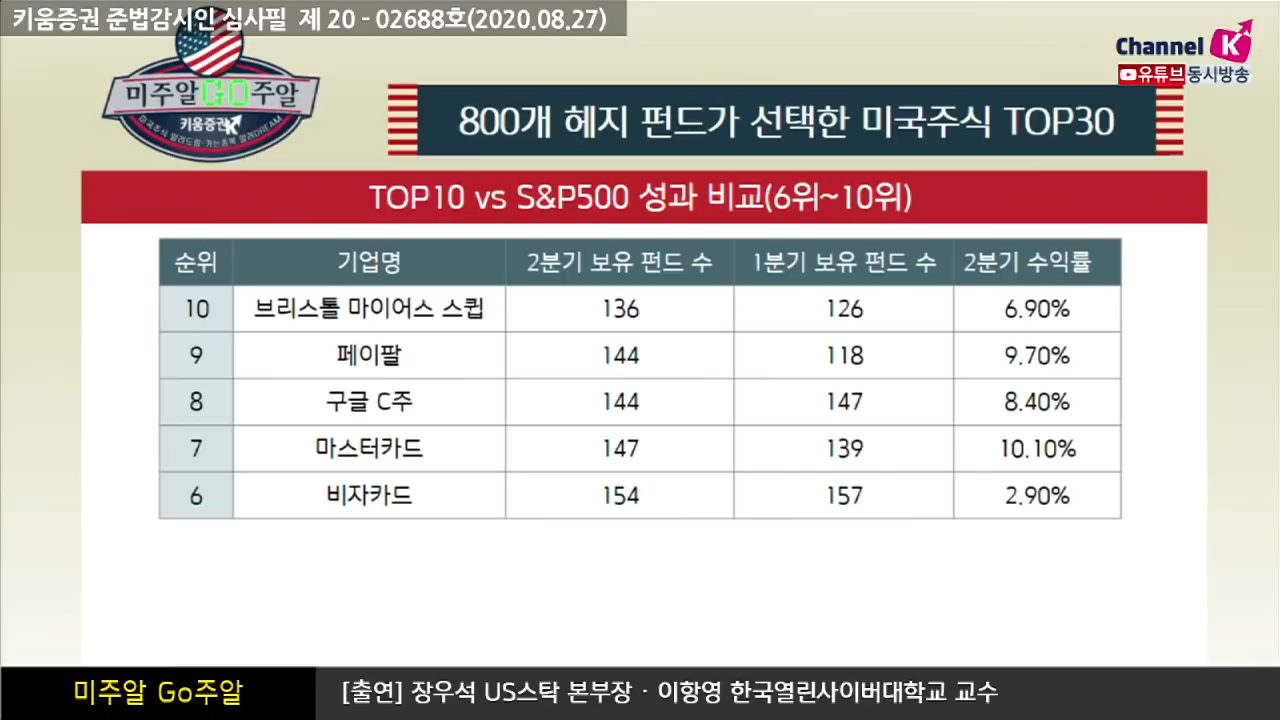 키움증권 준법감시인 심사필 제 20 - 02688호(2020.08.27)
Channel K
유튜브 동시방송
미주알GO주알
키움증권
800개 헤지 펀드가 선택한 미국주식 TOP30
TOP10 vs S&P500 성과 비교(6위~10위)
순위 기업명 2분기 보유 펀드 수 1분기 보유 펀드 수 2분기 수익률
10 브리스톨 마이어스 스큅 136 126 6.90%
9 페이팔 144 118 9.70%
8 구글 C주 144 147 8.40%
7 마스터카드 147 139 10.10%
6 비자카드 154 157 2.90%
미주알 Go주알
[출연] 장우석 US스탁 본부장 · 이항영 한국열린사이버대학교 교수